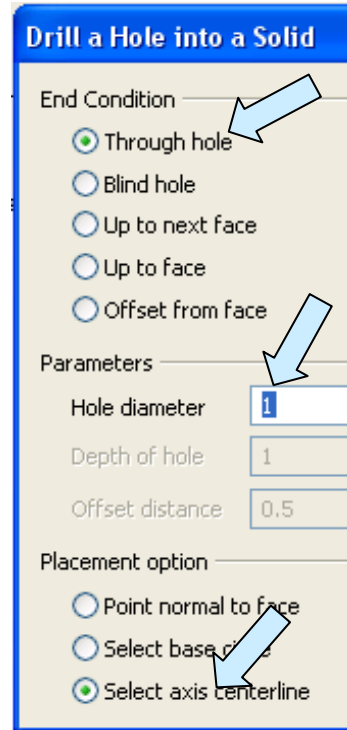 Drill a Hole into a Solid
End Condition
Through hole
Blind hole
Up to next face
Up to face
Offset from face
Parameters
Hole diameter 1
Depth of hole 1
Offset distance 0.5
Placement option
Point normal to face
Select base circle
Select axis centerline